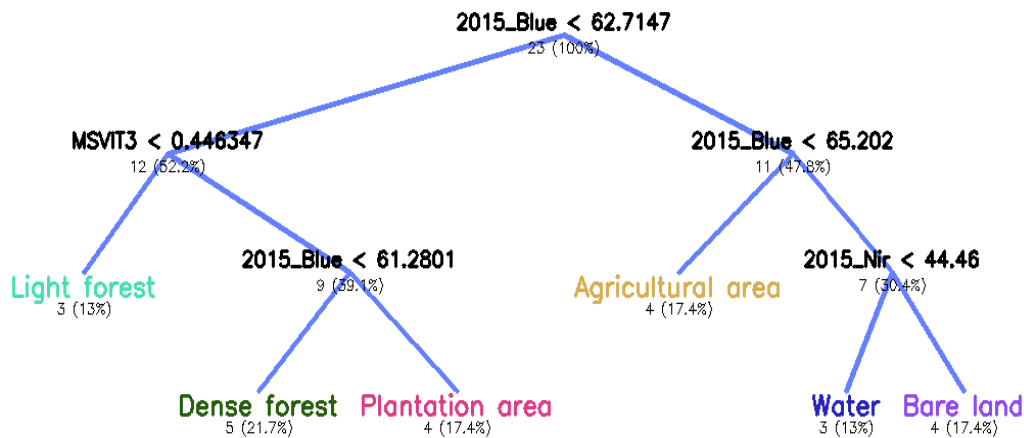 2015_Blue < 62.7147
23 (100%)
MSVIT3 < 0.446347
2015_Blue < 65.202
12 (52.2%)
11 (47.8%)
2015_Blue < 61.2801
2015_Nir < 44.46
Light forest
9 (39.1%)
Agricultural area
7 (30.4%)
3 (13%)
4 (17.4%)
Dense forest
Plantation area
Water
Bare land
5 (21.7%)
4 (17.4%)
3 (13%)
4 (17.4%)